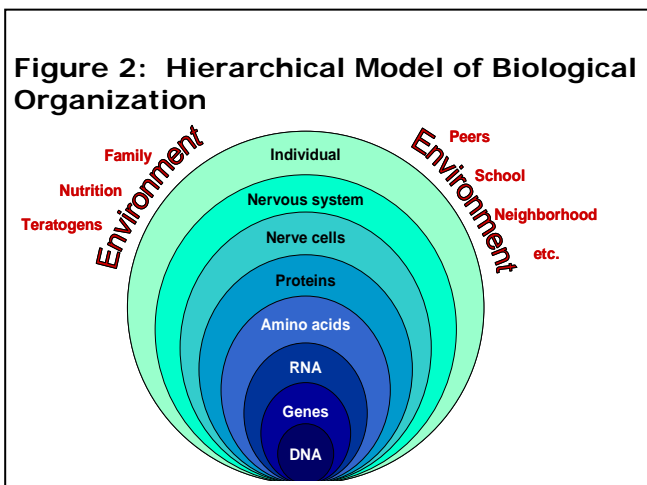 Figure 2:  Hierarchical Model of Biological
Organization
Family
Nutrition
Teratogens
Environment
Individual
Nervous system
Nerve cells
Proteins
Amino acids
RNA
Genes
DNA
Environment
Peers
School
Neighborhood
etc.